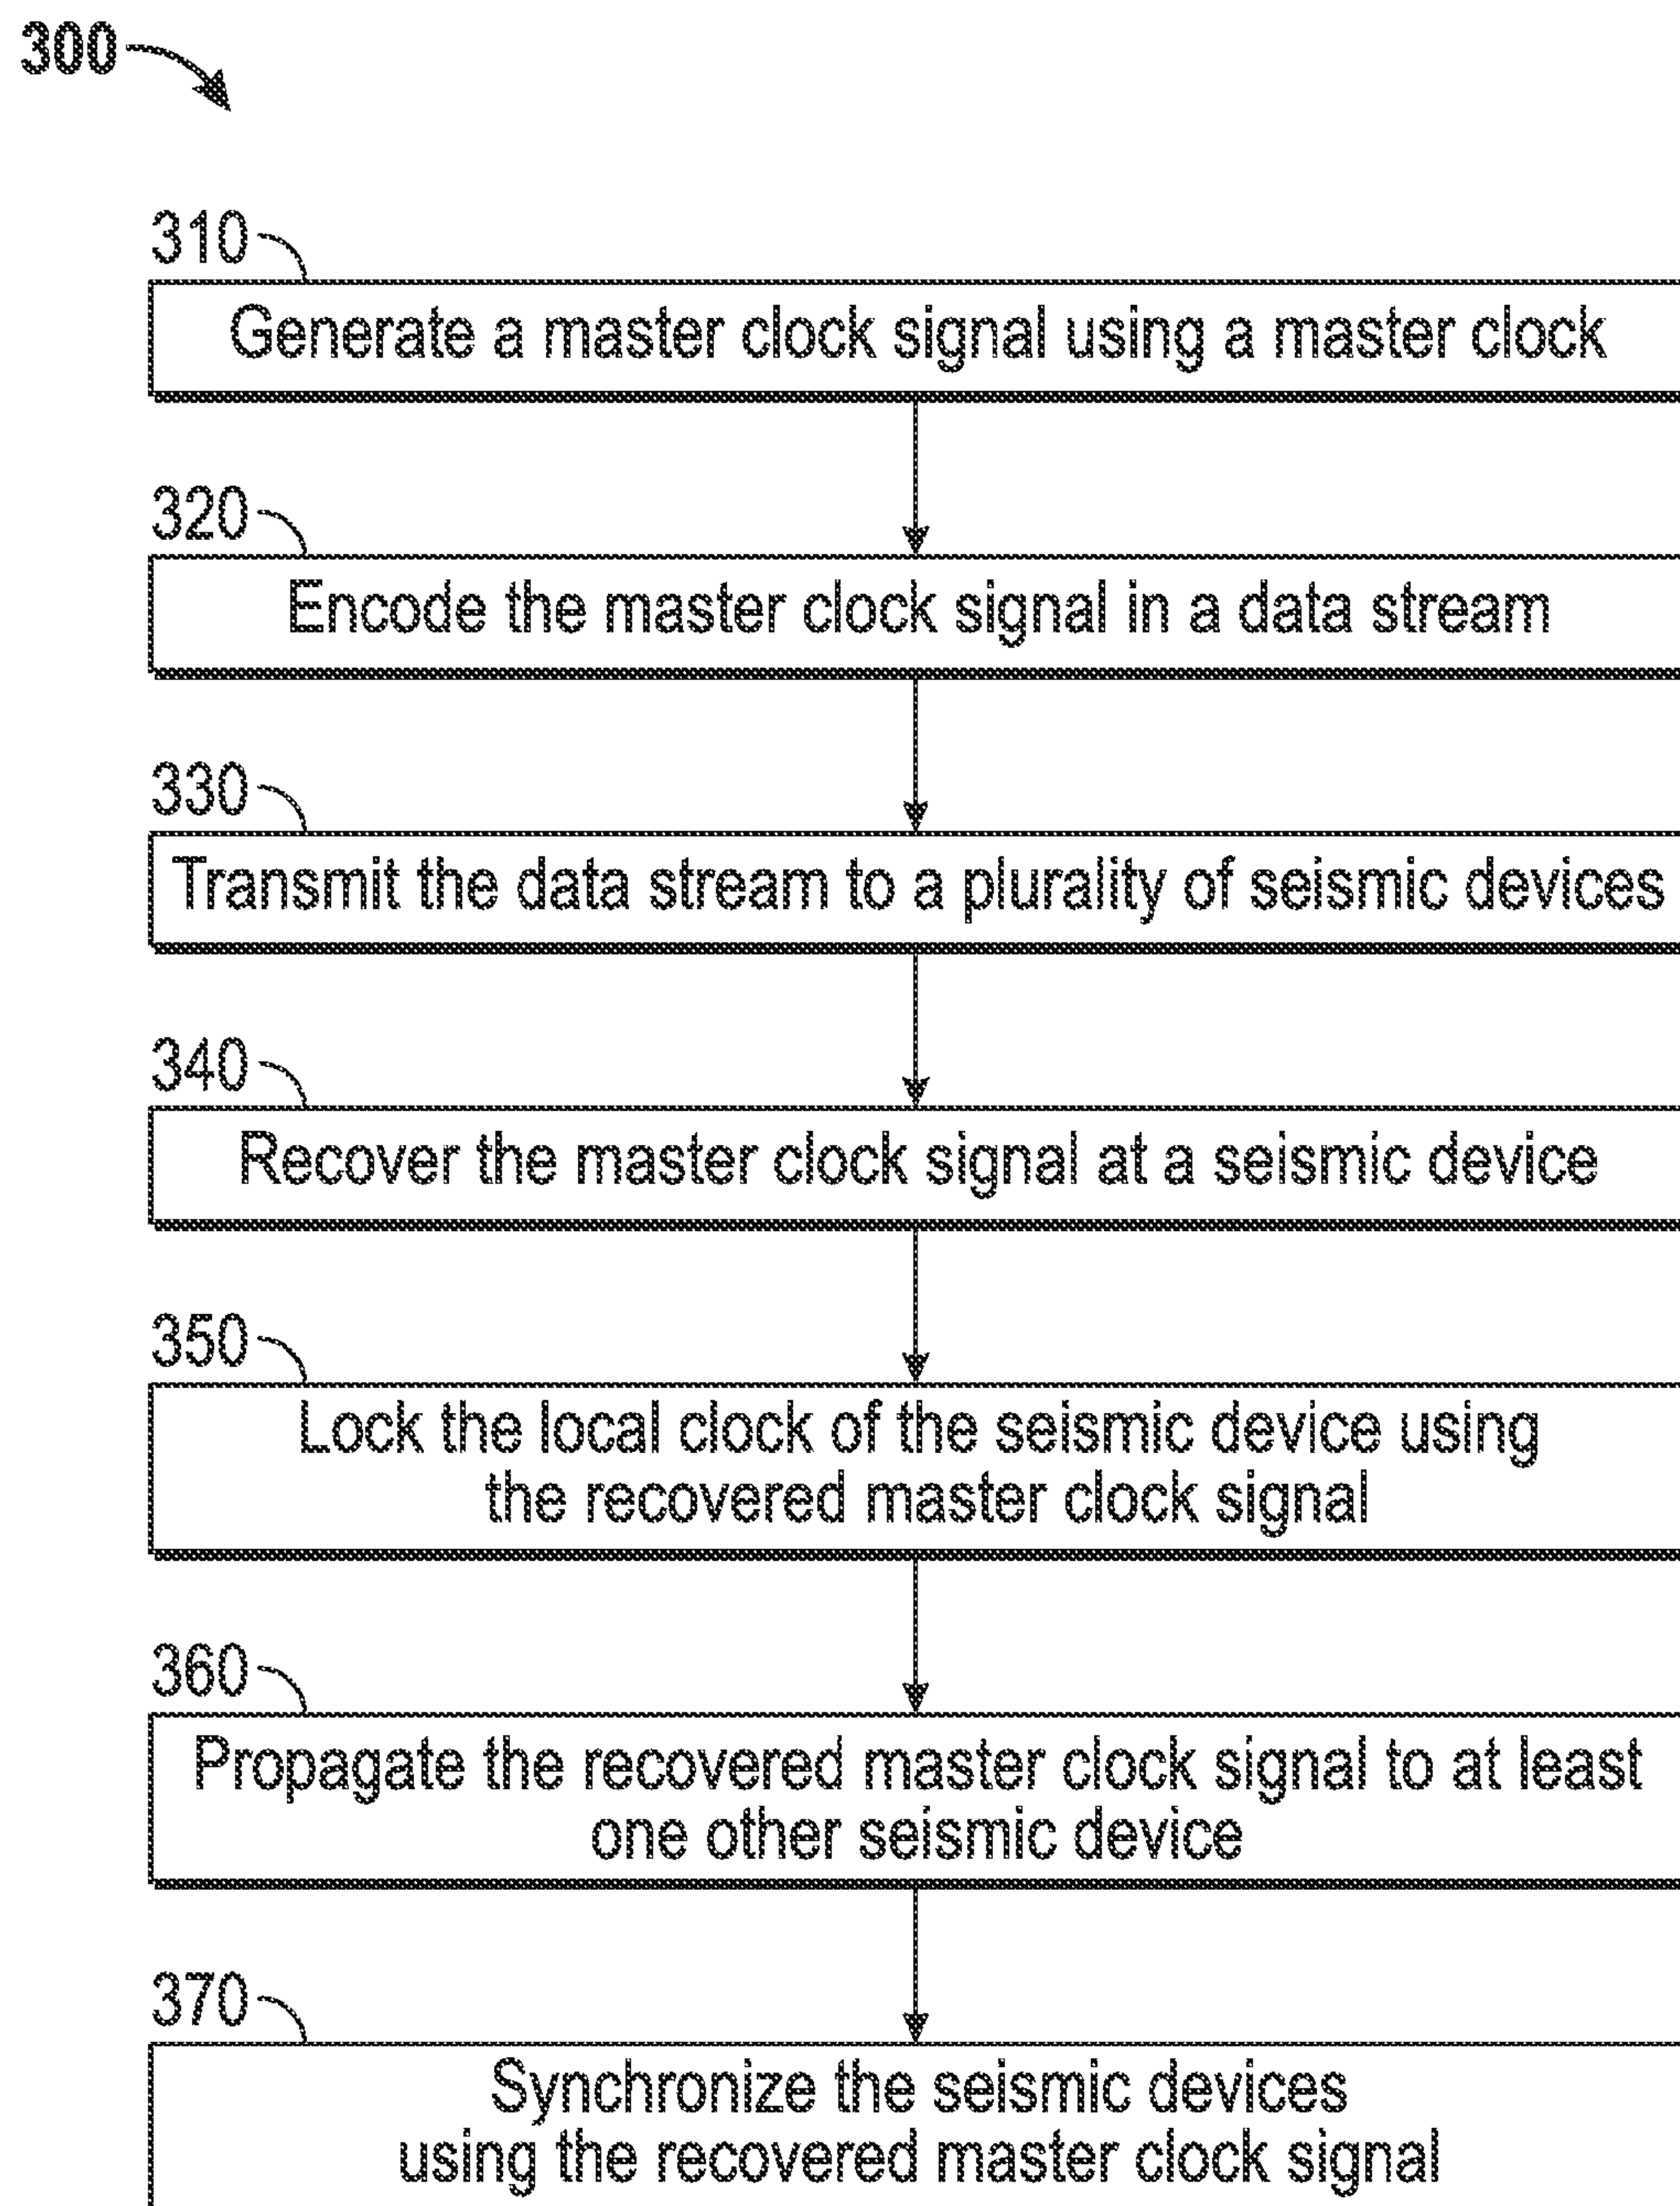 300
310
Generate a master clock signal using a master clock
320
Encode the master clock signal in a data stream
330
Transmit the data stream to a plurality of seismic devices
340
Recover the master clock signal at a seismic device
350
Lock the local clock of the seismic device using
the recovered master clock signal
360
Propagate the recovered master clock signal to at least
one other seismic device
370
Synchronize the seismic devices
using the recovered master clock signal